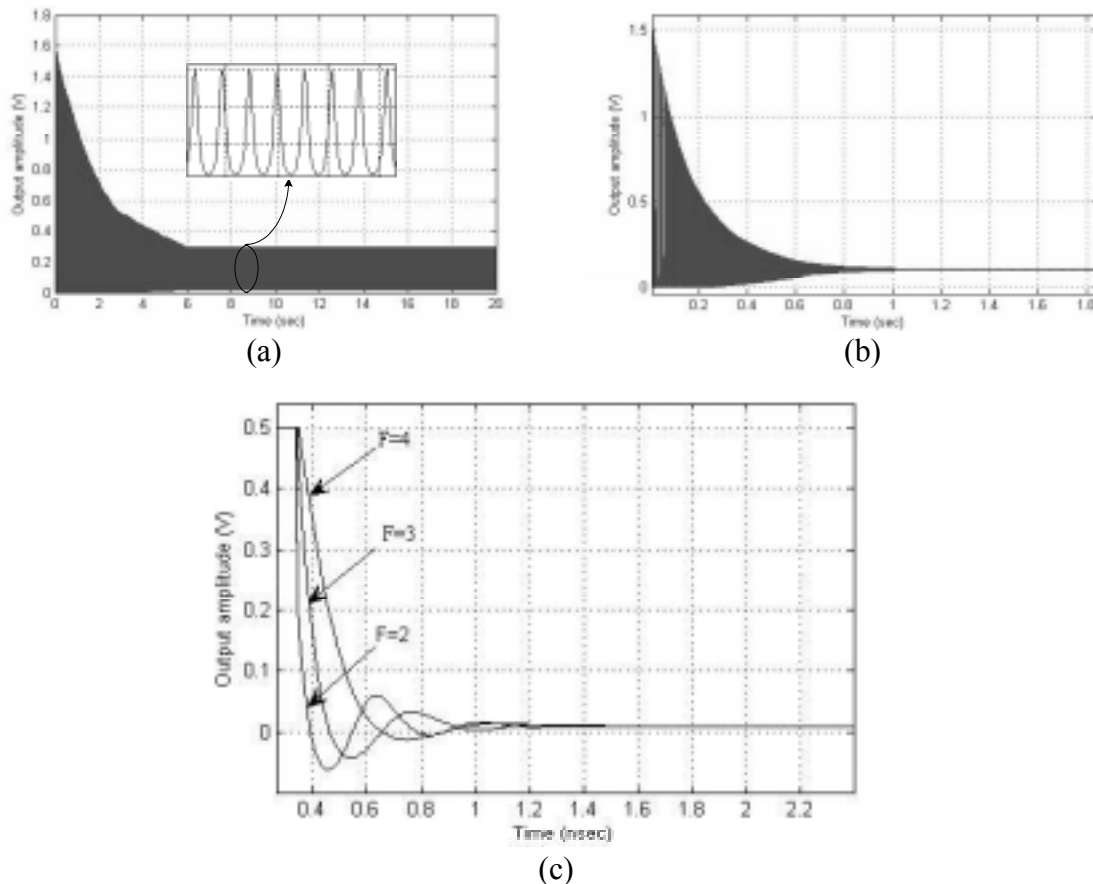 1.8
1.6
1.4
1.2
1
0.8
0.6
0.4
0.2
0
Output amplitude (V)
0 2 4 6 8 10 12 14 16 18 20
Time (sec)
(a)
1.5
1
0.5
0
Output amplitude (V)
0.2 0.4 0.6 0.8 1 1.2 1.4 1.6 1.8
Time (sec)
(b)
0.5
0.4
0.3
0.2
0.1
0
Output amplitude (V)
F=4
F=3
F=2
0.4 0.6 0.8 1 1.2 1.4 1.6 1.8 2 2.2
Time (nsec)
(c)